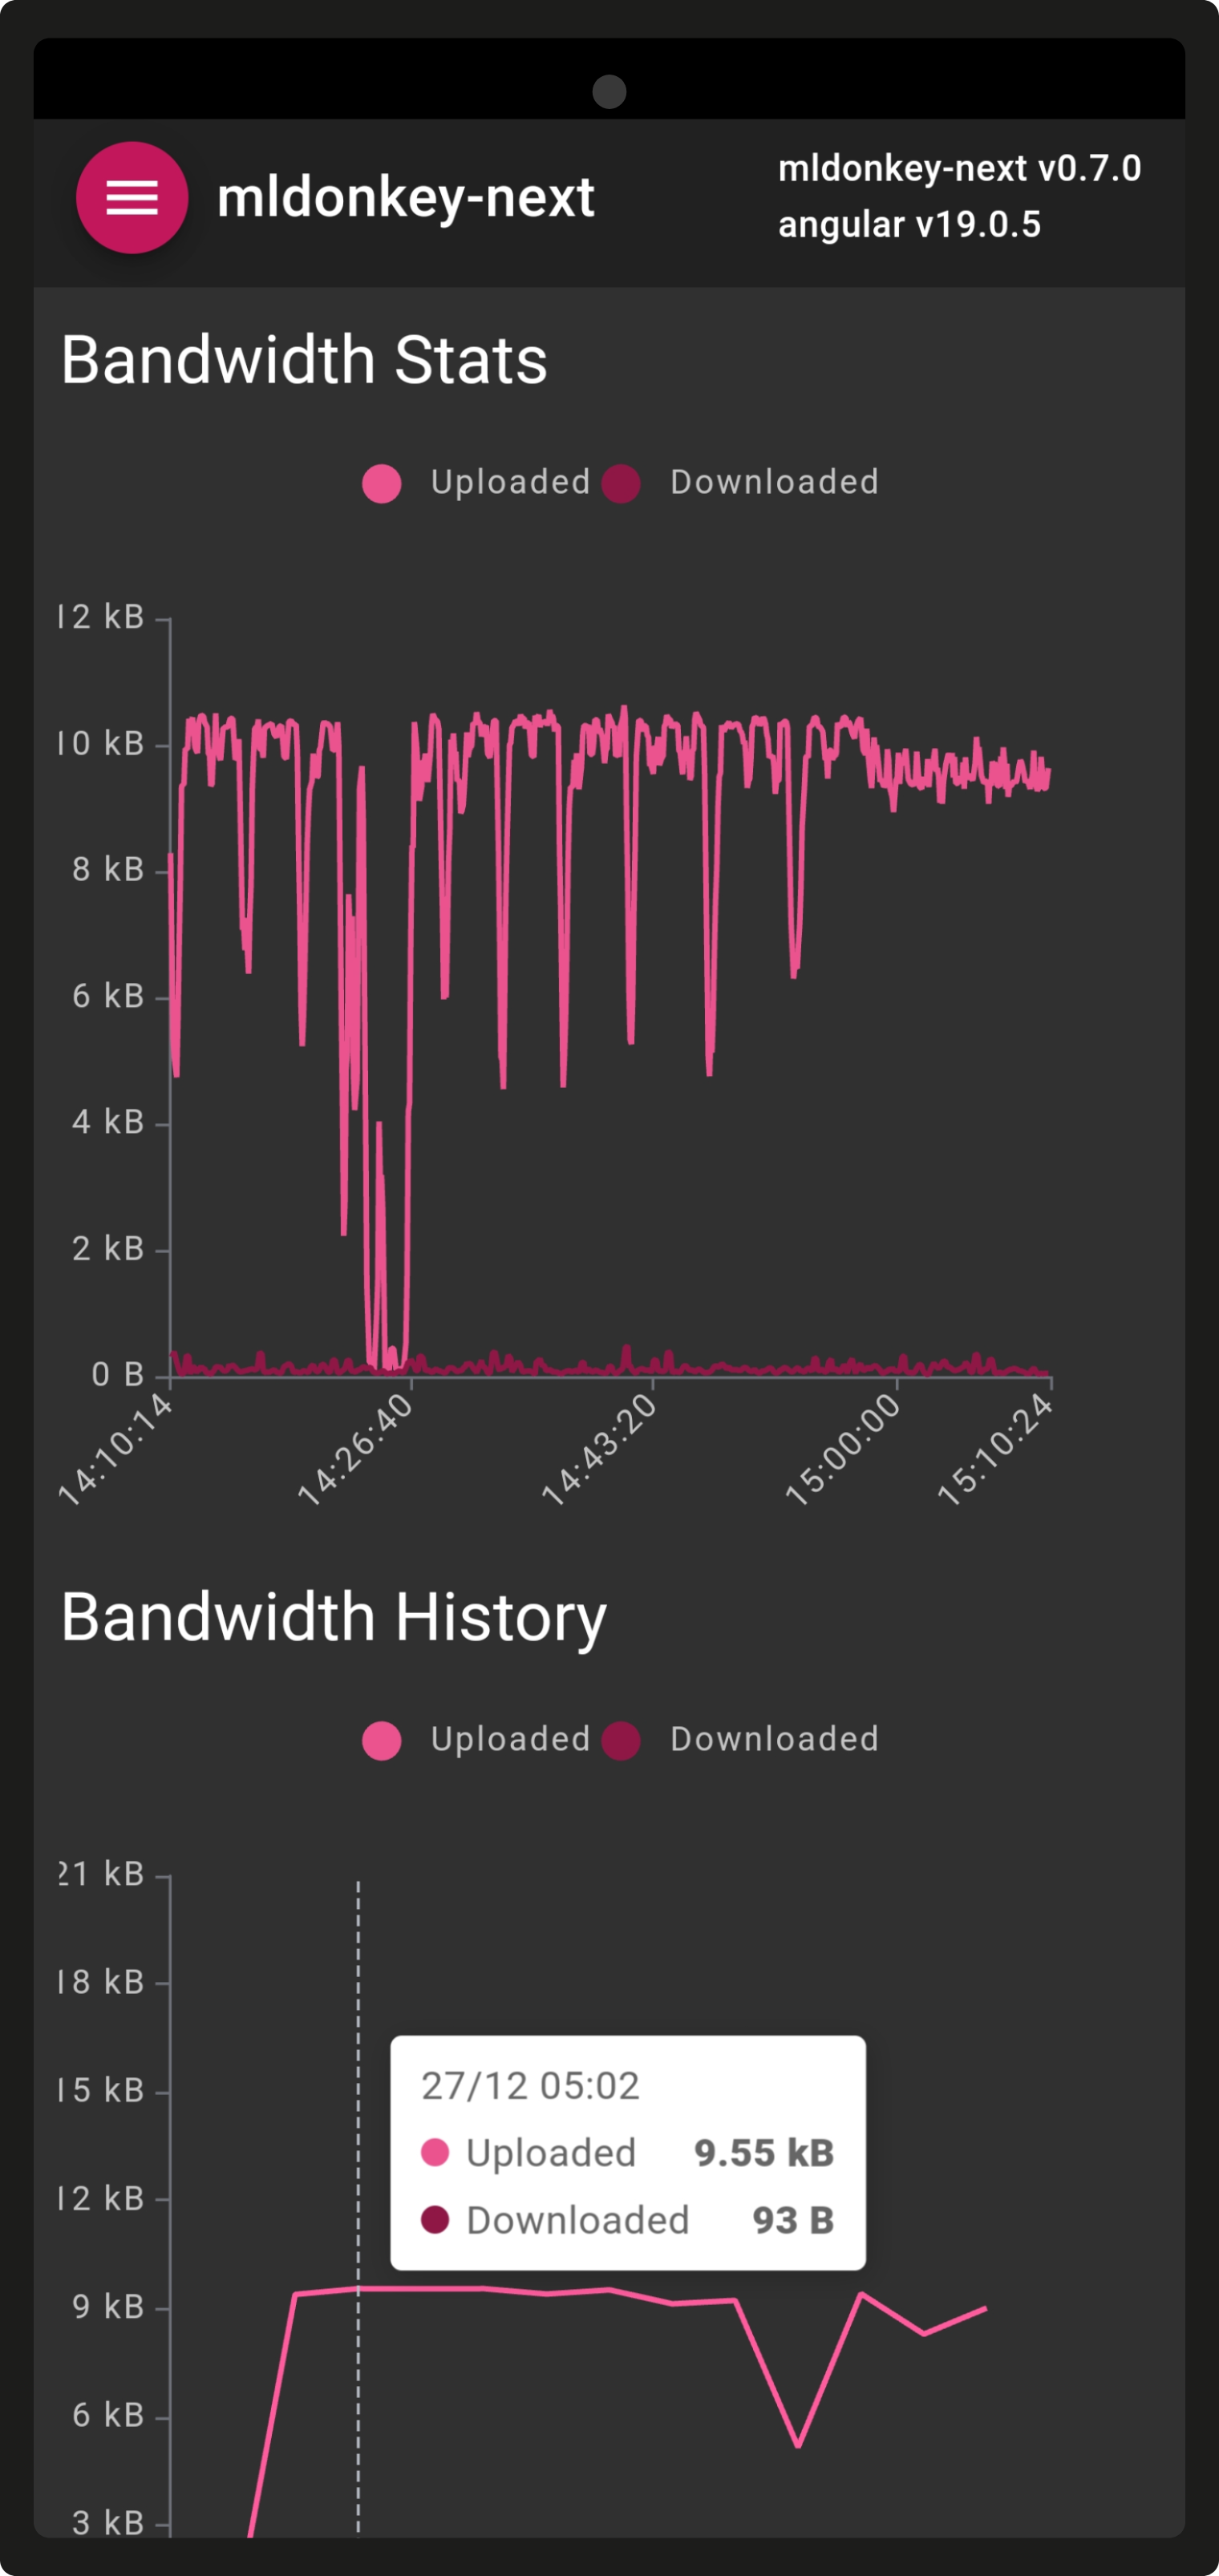 mldonkey-next
mldonkey-next v0.7.0
angular v19.0.5
Bandwidth Stats
Uploaded Downloaded
12 kB
10 kB
8 kB
6 kB
4 kB
2 kB
0 B
14:10:14 14:26:40 14:43:20 15:00:00 15:10:24
Bandwidth History
Uploaded Downloaded
21 kB
18 kB
15 kB
12 kB
9 kB
6 kB
3 kB
27/12 05:02
Uploaded 9.55 kB
Downloaded 93 B